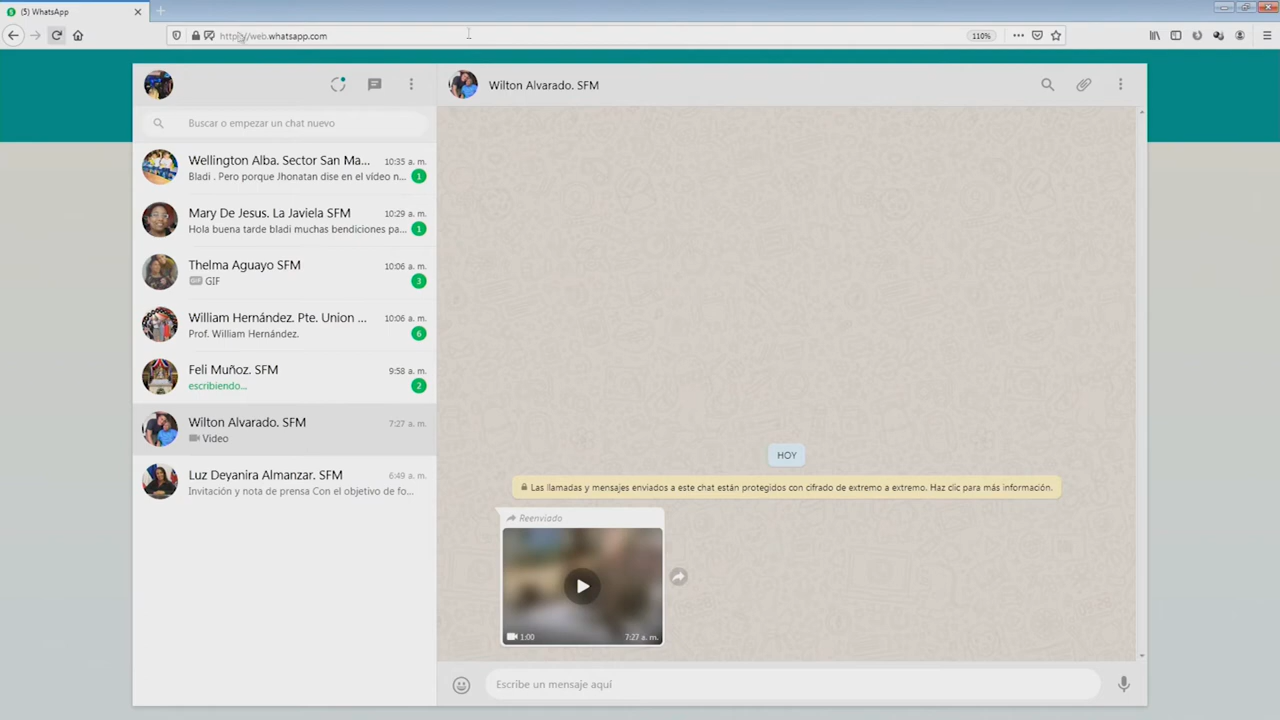 (5) WhatsApp
https://web.whatsapp.com
110%
Wilton Alvarado. SFM
Buscar o empezar un chat nuevo
Wellington Alba. Sector San Ma...
10:35 a. m.
Bladi . Pero porque Jhonatan dise en el vídeo n...
1
Mary De Jesus. La Javiela SFM
10:29 a. m.
Hola buena tarde bladi muchas bendiciones pa...
1
Thelma Aguayo SFM
10:06 a. m.
GIF GIF
3
William Hernández. Pte. Union ...
10:06 a. m.
Prof. William Hernández.
6
Feli Muñoz. SFM
9:58 a. m.
escribiendo...
2
Wilton Alvarado. SFM
7:27 a. m.
Video
Luz Deyanira Almanzar. SFM
6:49 a. m.
Invitación y nota de prensa Con el objetivo de fo...
HOY
Las llamadas y mensajes enviados a este chat están protegidos con cifrado de extremo a extremo. Haz clic para más información.
Reenviado
1:00
7:27 a. m.
Escribe un mensaje aquí